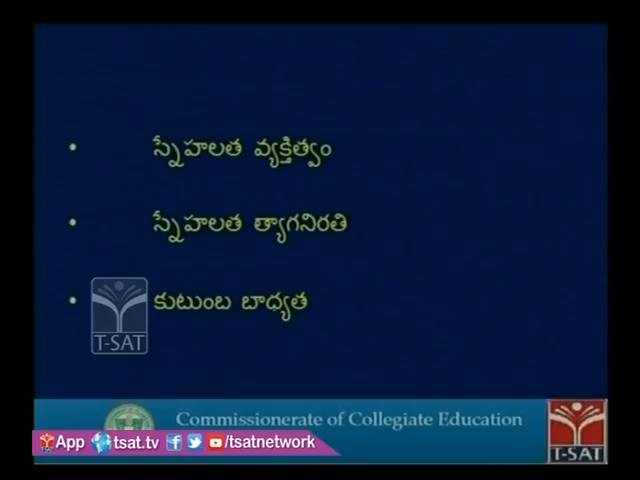 • స్నేహలత వ్యక్తిత్వం
• స్నేహలత త్యాగనిరతి
• కుటుంబ బాధ్యత
T-SAT
Commissionerate of Collegiate Education
App tsat.tv /tsatnetwork
T-SAT